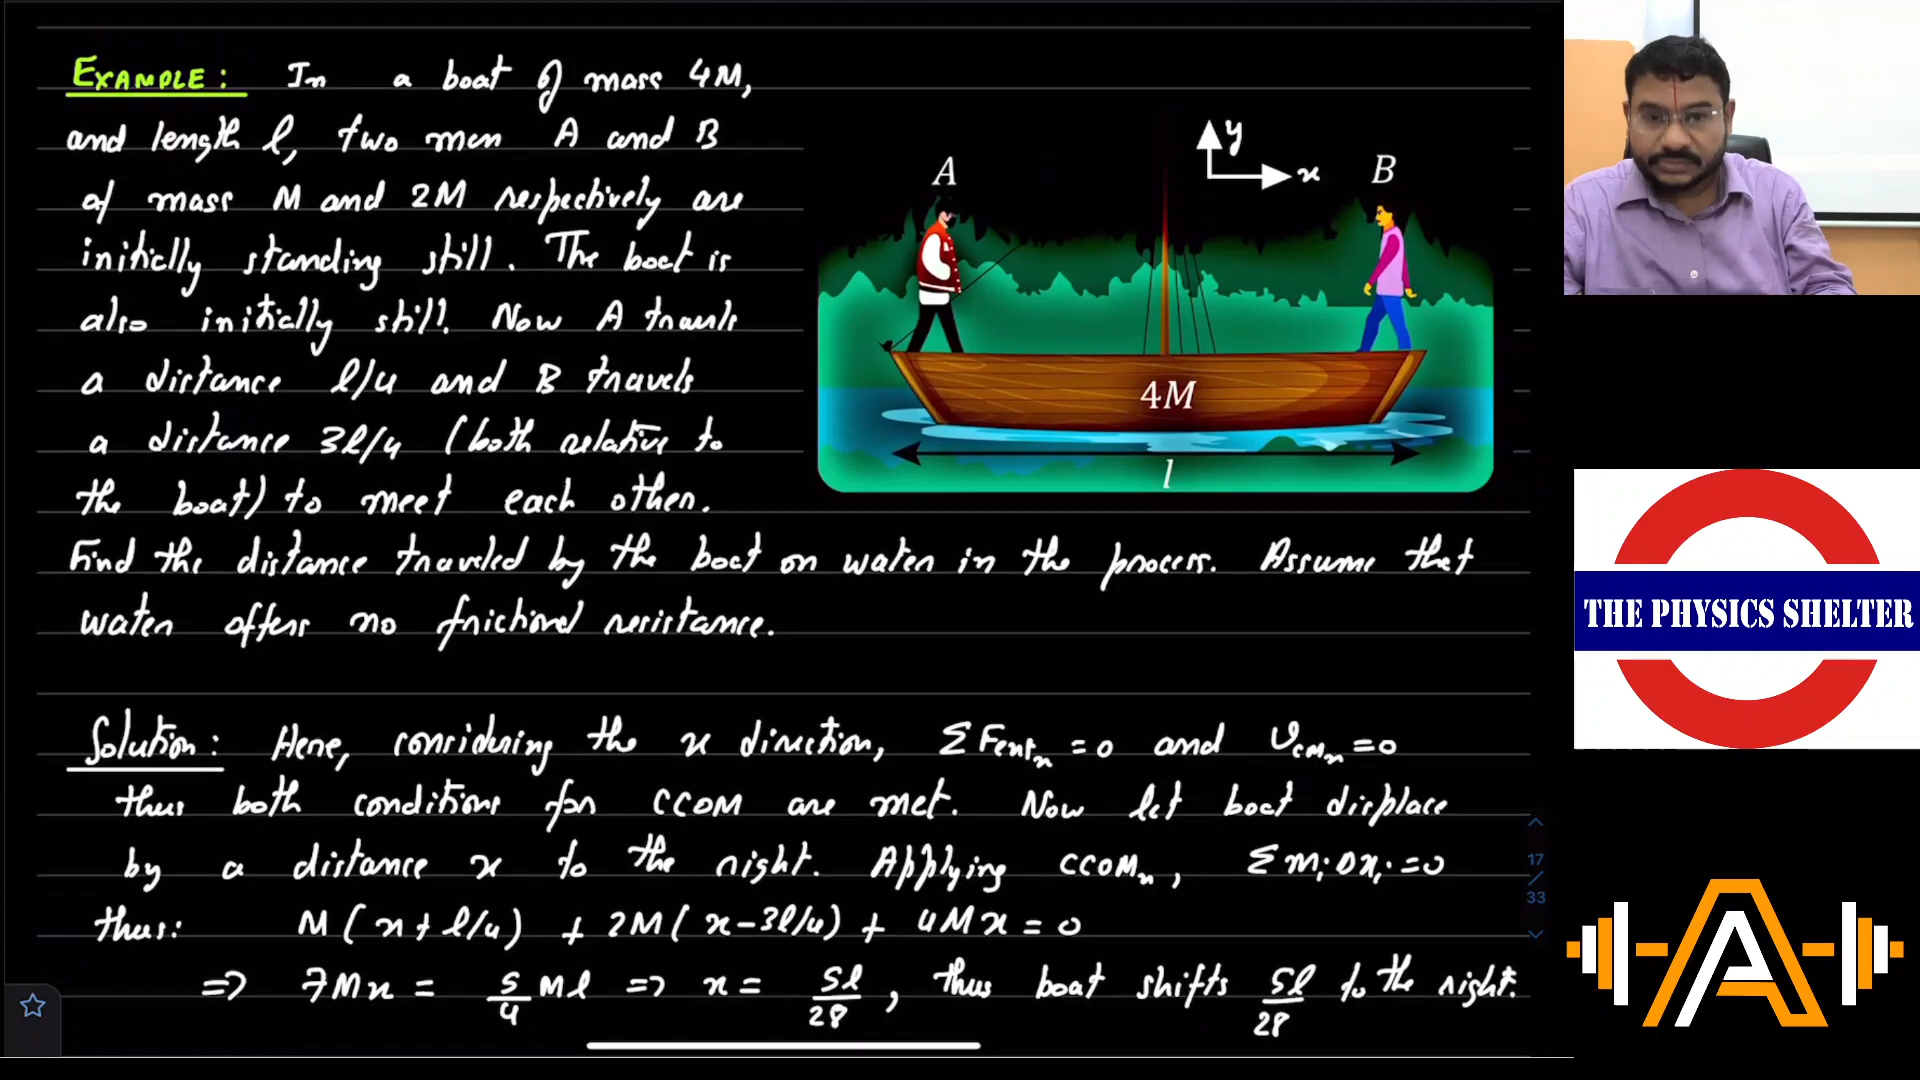 EXAMPLE: In a boat of mass 4M,
and length l, two men A and B
of mass M and 2M respectively are
initially standing still. The boat is
also initially still. Now A travels
a distance l/4 and B travels
a distance 3l/4 (both relative to
the boat) to meet each other.
Find the distance traveled by the boat on water in the process. Assume that
water offers no frictional resistance.
A
y
x
B
4M
l
Solution: Here, considering the x direction, ΣFext_x = 0 and v_CM_x = 0
thus both conditions for CCOM are met. Now let boat displace
by a distance x to the right. Applying CCOM_x, Σm_i Δx_i = 0
thus: M(x + l/4) + 2M(x - 3l/4) + 4Mx = 0
⇒ 7Mx = 5/4 Ml ⇒ x = 5l/28, thus boat shifts 5l/28 to the right.
17
/
33
THE PHYSICS SHELTER
A